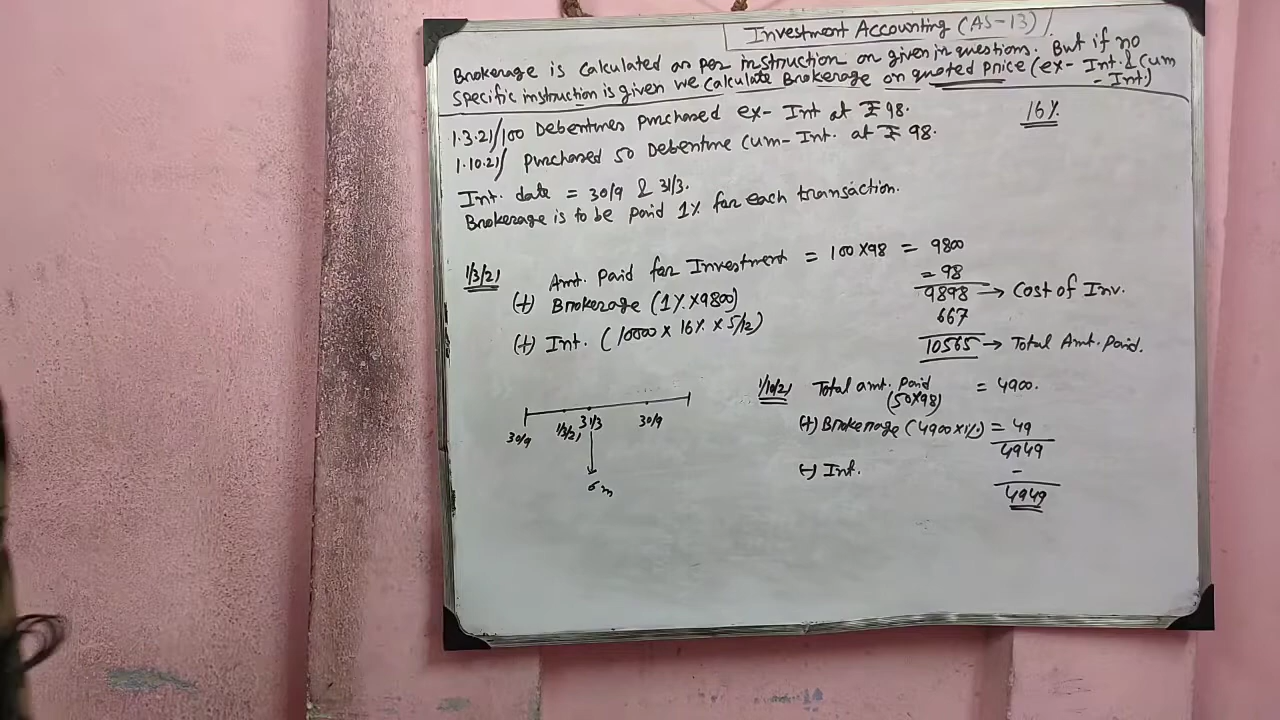 Investment Accounting (AS-13)
Brokerage is calculated as per instruction or given in questions. But if no
specific instruction is given we calculate Brokerage on quoted price (ex-Int. & Cum
-Int)
1.3.21/ 100 Debentures purchased ex-Int at ₹98.
16%
1.10.21/ purchased 50 Debenture Cum-Int. at ₹98.
Int. date = 30/9 & 31/3.
Brokerage is to be paid 1% for each transaction.
1/3/21 Amt. Paid for Investment = 100×98 = 9800
(+) Brokerage (1%×9800) = 98
9898 → Cost of Inv.
(+) Int. (10000×16%×5/12) 667
10565 → Total Amt. Paid.
30/9 1/3/21 31/3 30/9
6m
1/10/21 Total amt. paid = 4900.
(50×98)
(+) Brokerage (4900×1%) = 49
4949
(-) Int. -
4949